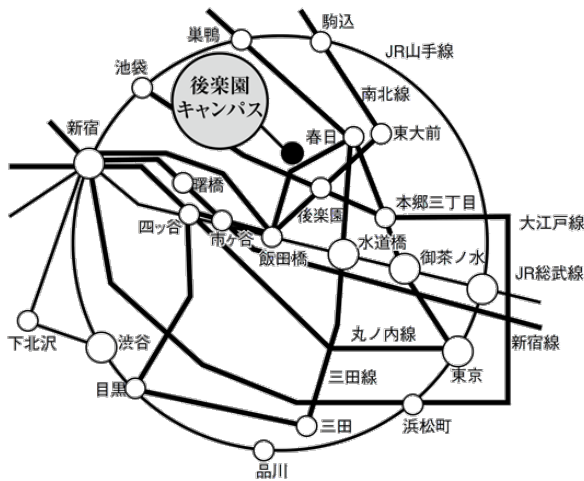 駒込
巣鴨
JR山手線
池袋
後楽園
キャンパス
南北線
新宿
春日
東大前
曙橋
後楽園
本郷三丁目
四ッ谷
市ヶ谷
飯田橋
水道橋
御茶ノ水
大江戸線
JR総武線
新宿線
下北沢
渋谷
丸ノ内線
東京
三田線
目黒
三田
浜松町
品川